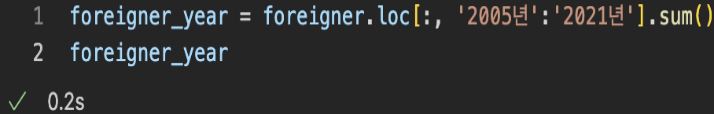 1 foreigner_year = foreigner.loc[:, '2005년':'2021년'].sum()
2 foreigner_year
✓ 0.2s